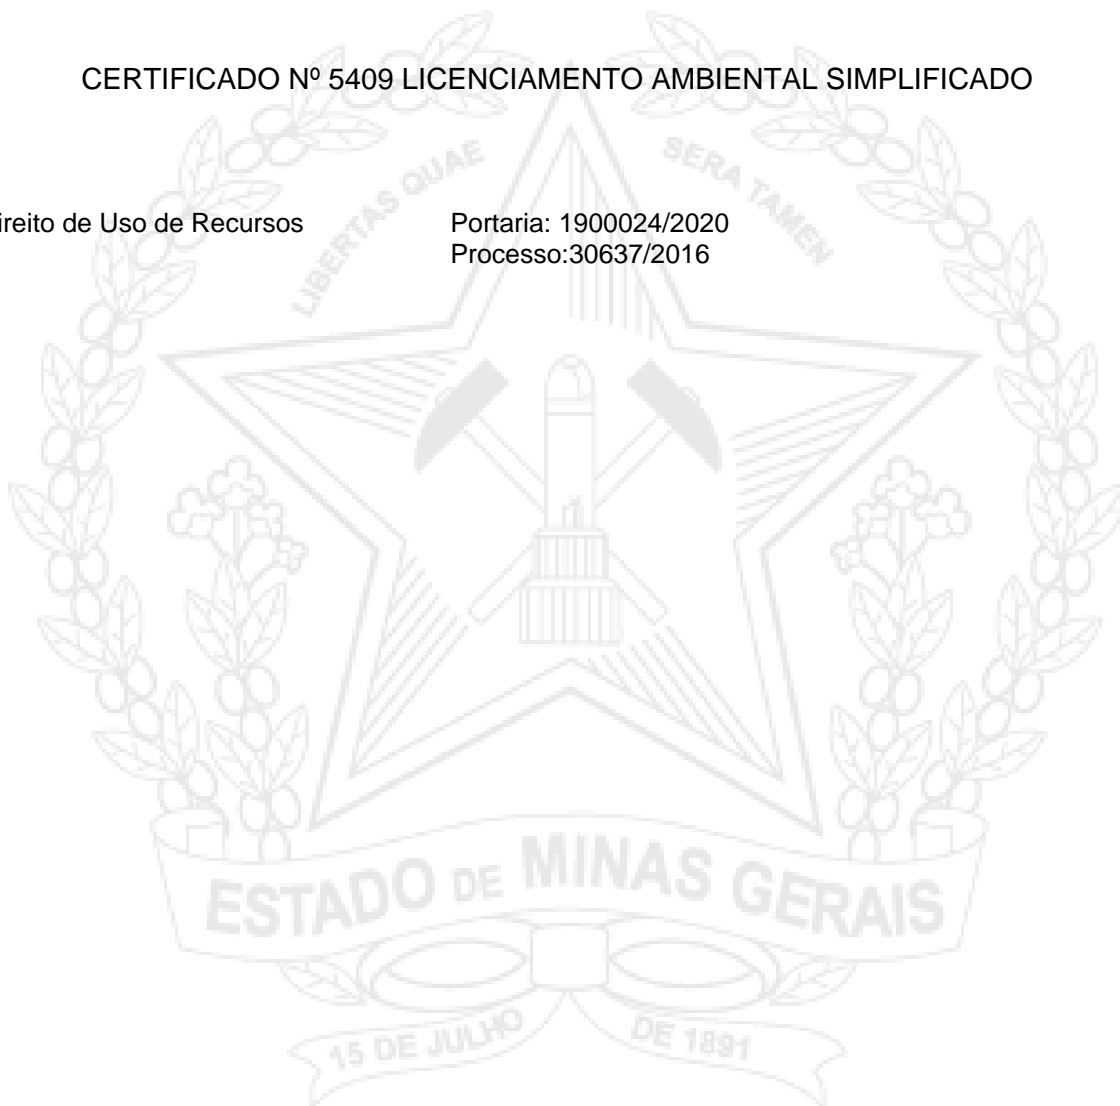 CERTIFICADO Nº 5409 LICENCIAMENTO AMBIENTAL SIMPLIFICADO
LIBERTAS QUAE SERA TAMEN
ireito de Uso de Recursos
Portaria: 1900024/2020
Processo:30637/2016
ESTADO DE MINAS GERAIS
15 DE JULHO DE 1891